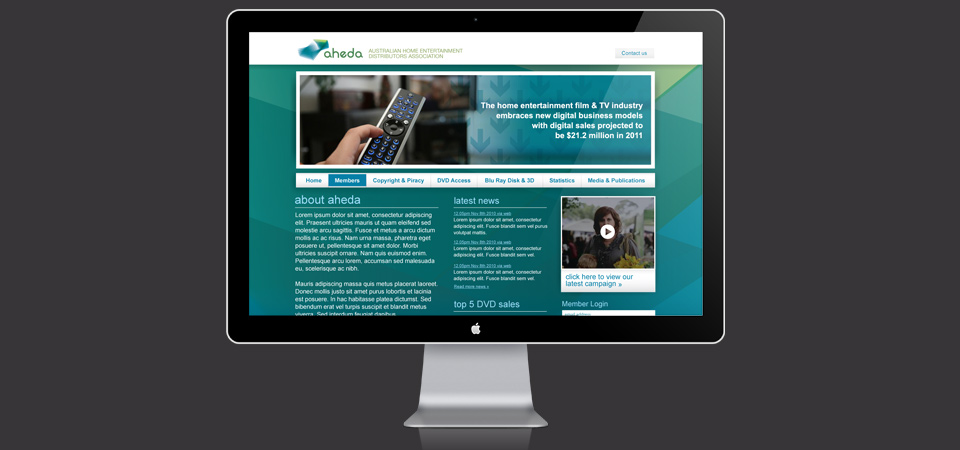 aheda
AUSTRALIAN HOME ENTERTAINMENT
DISTRIBUTORS ASSOCIATION
Contact us
The home entertainment film & TV industry
embraces new digital business models
with digital sales projected to
be $21.2 million in 2011
Home Members Copyright & Piracy DVD Access Blu Ray Disk & 3D Statistics Media & Publications
about aheda
Lorem ipsum dolor sit amet, consectetur adipiscing
elit. Praesent ultricies mauris ut quam eleifend sed
molestie arcu sagittis. Fusce et metus a arcu dictum
mollis ac ac risus. Nam urna massa, pharetra eget
posuere ut, pellentesque sit amet dolor. Morbi
ultricies suscipit ornare. Nam quis euismod enim.
Pellentesque arcu lorem, accumsan sed malesuada
eu, scelerisque ac nibh.
Mauris adipiscing massa quis metus placerat laoreet.
Donec mollis justo sit amet purus lobortis et lacinia
est posuere. In hac habitasse platea dictumst. Sed
bibendum erat vel turpis suscipit et blandit metus
viverra. Sed interdum feugiat dapibus.
latest news
12.05pm Nov 8th 2010 via web
Lorem ipsum dolor sit amet, consectetur
adipiscing elit. Fusce blandit sem vel purus
volutpat mattis.
12.05pm Nov 8th 2010 via web
Lorem ipsum dolor sit amet, consectetur
adipiscing elit. Fusce blandit sem vel.
12.05pm Nov 8th 2010 via web
Lorem ipsum dolor sit amet, consectetur
adipiscing elit. Fusce blandit sem vel.
Read more news »
top 5 DVD sales
click here to view our
latest campaign »
Member Login